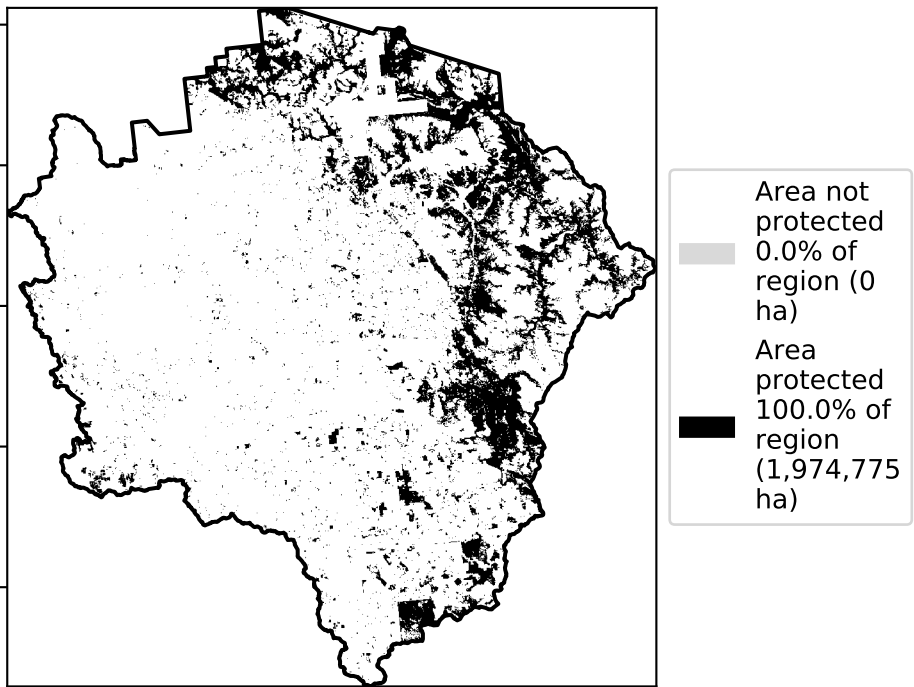 Area not
protected
0.0% of
region (0
ha)
Area
protected
100.0% of
region
(1,974,775
ha)